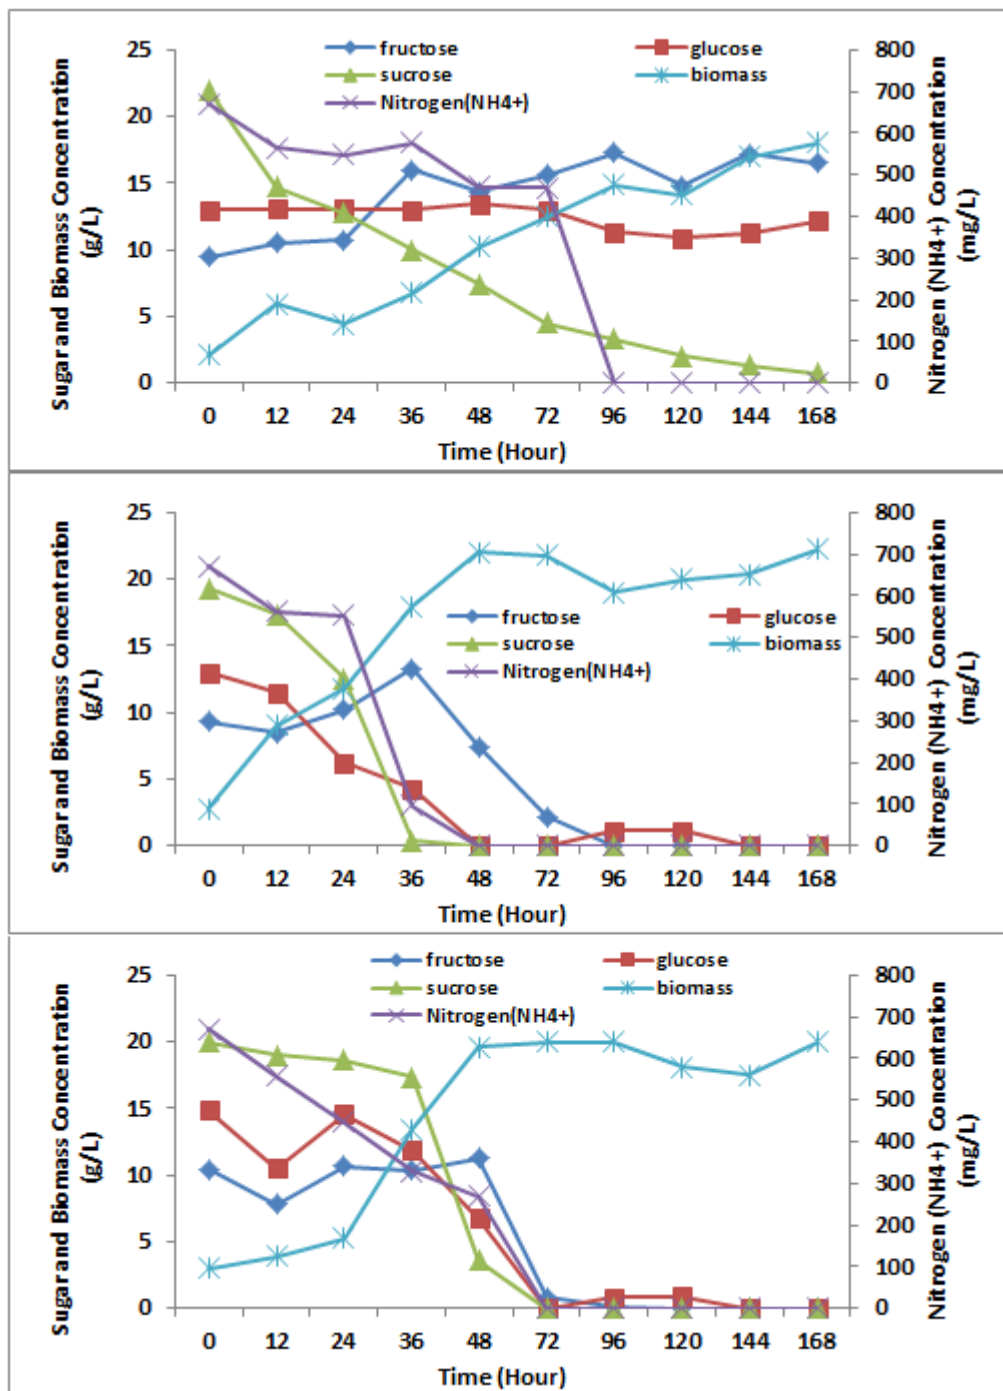 fructose glucose
sucrose biomass
Nitrogen(NH4+)
Sugar and Biomass Concentration
(g/L)
25
20
15
10
5
0
800
700
600
500
400
300
200
100
0
Nitrogen (NH4+) Concentration
(mg/L)
0 12 24 36 48 72 96 120 144 168
Time (Hour)
Sugar and Biomass Concentration
(g/L)
25
20
15
10
5
0
fructose glucose
sucrose biomass
Nitrogen(NH4+)
800
700
600
500
400
300
200
100
0
Nitrogen (NH4+) Concentration
(mg/L)
0 12 24 36 48 72 96 120 144 168
Time (Hour)
fructose glucose
sucrose biomass
Nitrogen(NH4+)
Sugar and Biomass Concentration
(g/L)
25
20
15
10
5
0
800
700
600
500
400
300
200
100
0
Nitrogen (NH4+) Concentration
(mg/L)
0 12 24 36 48 72 96 120 144 168
Time (Hour)